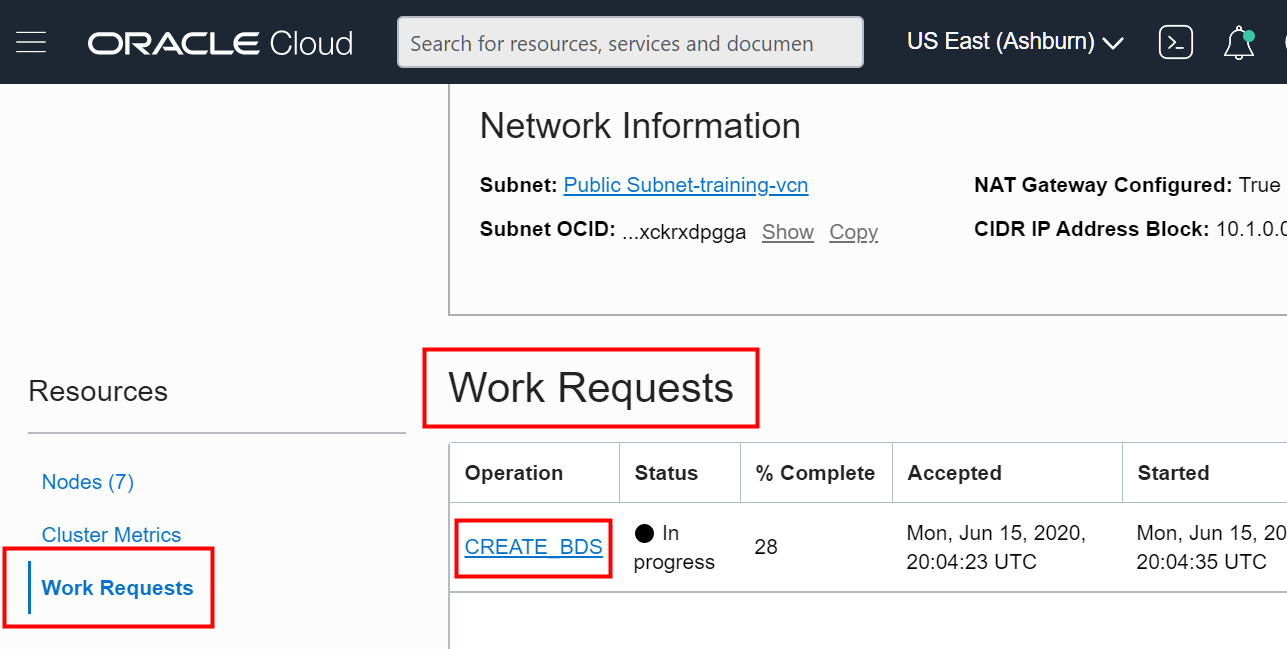 ORACLE Cloud
Search for resources, services and documen
US East (Ashburn)
Network Information
Subnet: Public Subnet-training-vcn
NAT Gateway Configured: True
Subnet OCID: ...xckrxdpgga Show Copy
CIDR IP Address Block: 10.1.0.0
Resources
Nodes (7)
Cluster Metrics
Work Requests
Work Requests
Operation Status % Complete Accepted Started
CREATE_BDS
In
progress
28
Mon, Jun 15, 2020,
20:04:23 UTC
Mon, Jun 15, 20
20:04:35 UTC